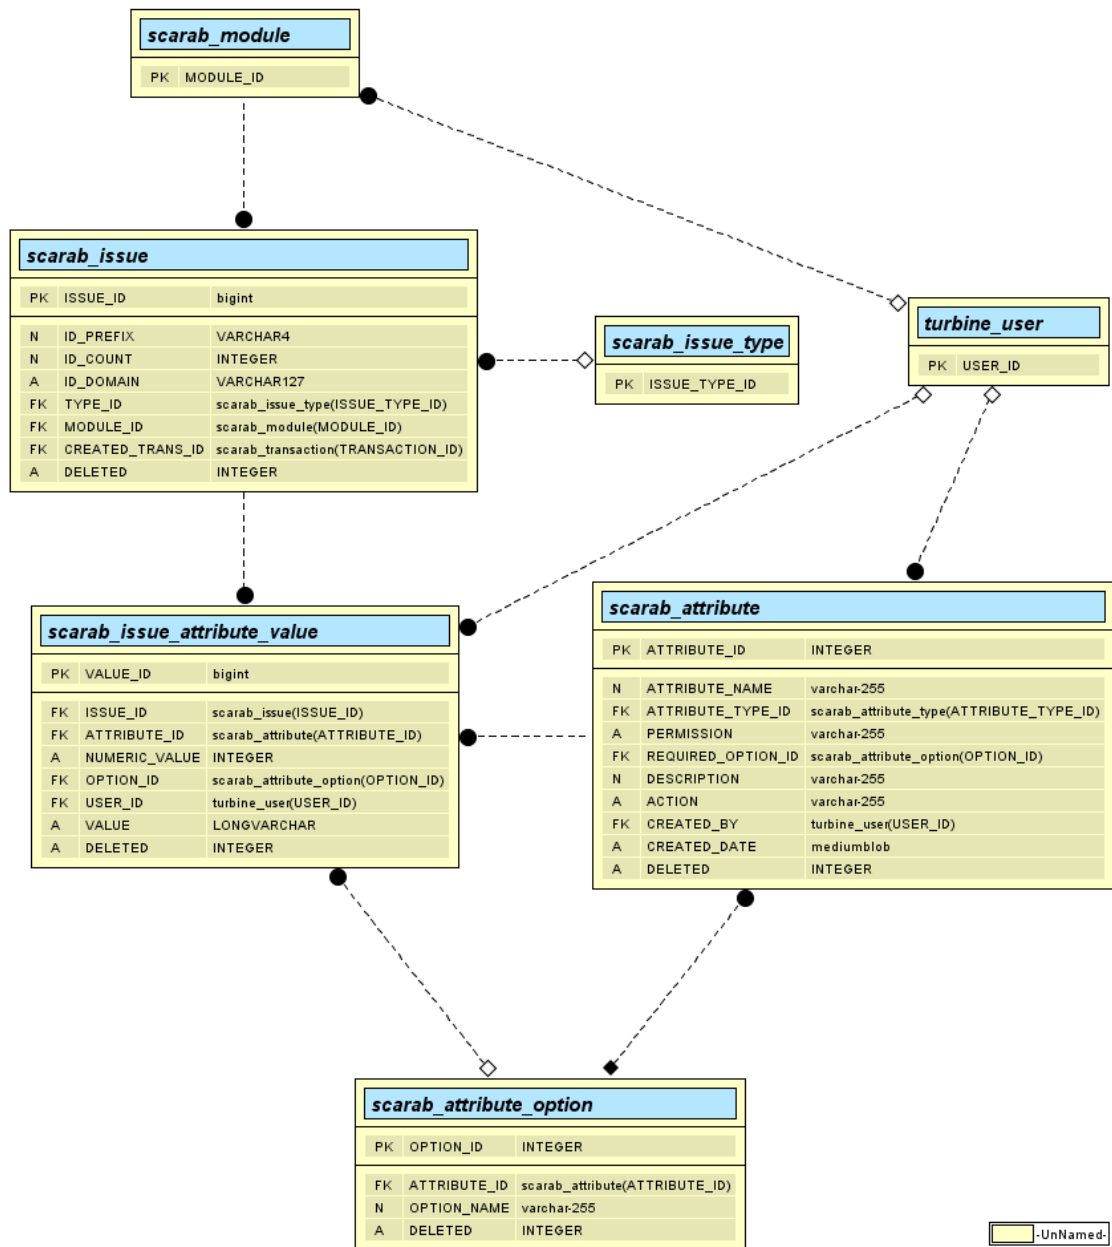 scarab_module
PK MODULE_ID
scarab_issue
PK ISSUE_ID bigint
N ID_PREFIX VARCHAR4
N ID_COUNT INTEGER
A ID_DOMAIN VARCHAR127
FK TYPE_ID scarab_issue_type(ISSUE_TYPE_ID)
FK MODULE_ID scarab_module(MODULE_ID)
FK CREATED_TRANS_ID scarab_transaction(TRANSACTION_ID)
A DELETED INTEGER
scarab_issue_type
PK ISSUE_TYPE_ID
turbine_user
PK USER_ID
scarab_issue_attribute_value
PK VALUE_ID bigint
FK ISSUE_ID scarab_issue(ISSUE_ID)
FK ATTRIBUTE_ID scarab_attribute(ATTRIBUTE_ID)
A NUMERIC_VALUE INTEGER
FK OPTION_ID scarab_attribute_option(OPTION_ID)
FK USER_ID turbine_user(USER_ID)
A VALUE LONGVARCHAR
A DELETED INTEGER
scarab_attribute
PK ATTRIBUTE_ID INTEGER
N ATTRIBUTE_NAME varchar-255
FK ATTRIBUTE_TYPE_ID scarab_attribute_type(ATTRIBUTE_TYPE_ID)
A PERMISSION varchar-255
FK REQUIRED_OPTION_ID scarab_attribute_option(OPTION_ID)
N DESCRIPTION varchar-255
A ACTION varchar-255
FK CREATED_BY turbine_user(USER_ID)
A CREATED_DATE mediumblob
A DELETED INTEGER
scarab_attribute_option
PK OPTION_ID INTEGER
FK ATTRIBUTE_ID scarab_attribute(ATTRIBUTE_ID)
N OPTION_NAME varchar-255
A DELETED INTEGER
-UnNamed-